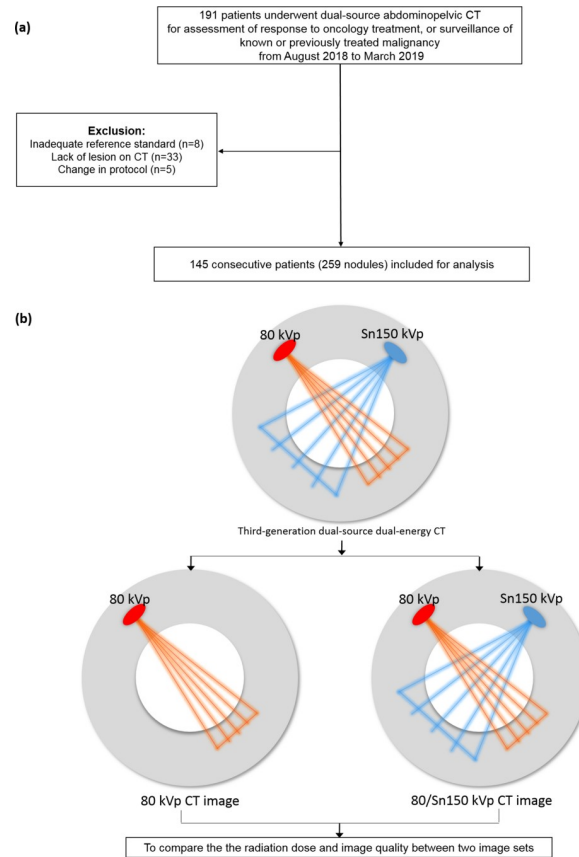 (a)
191 patients underwent dual-source abdominopelvic CT
for assessment of response to oncology treatment, or surveillance of
known or previously treated malignancy
from August 2018 to March 2019
Exclusion:
Inadequate reference standard (n=8)
Lack of lesion on CT (n=33)
Change in protocol (n=5)
145 consecutive patients (259 nodules) included for analysis
(b)
80 kVp
Sn150 kVp
Third-generation dual-source dual-energy CT
80 kVp
80 kVp
Sn150 kVp
80 kVp CT image
80/Sn150 kVp CT image
To compare the the radiation dose and image quality between two image sets